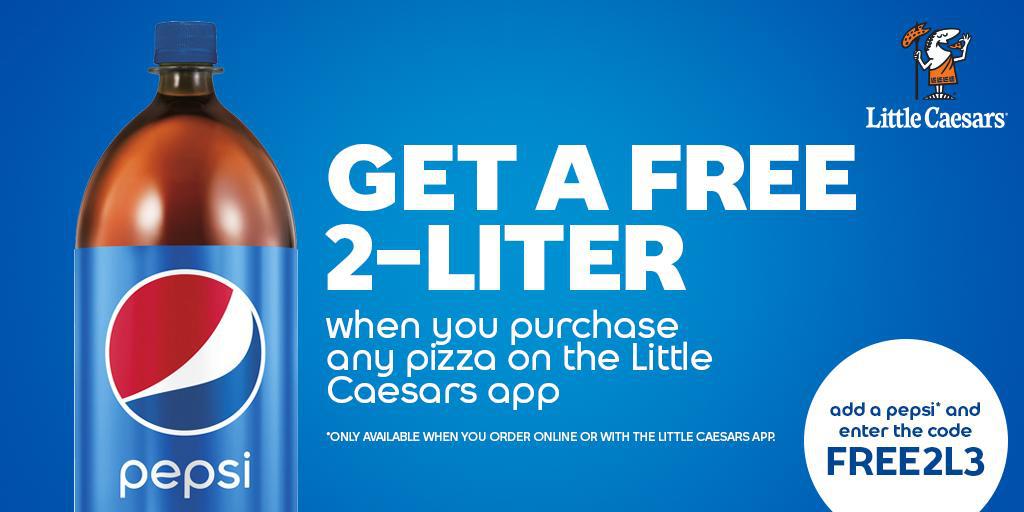 Little Caesars
GET A FREE
2-LITER
when you purchase
any pizza on the Little
Caesars app
*ONLY AVAILABLE WHEN YOU ORDER ONLINE OR WITH THE LITTLE CAESARS APP.
add a pepsi* and
enter the code
FREE2L3
pepsi